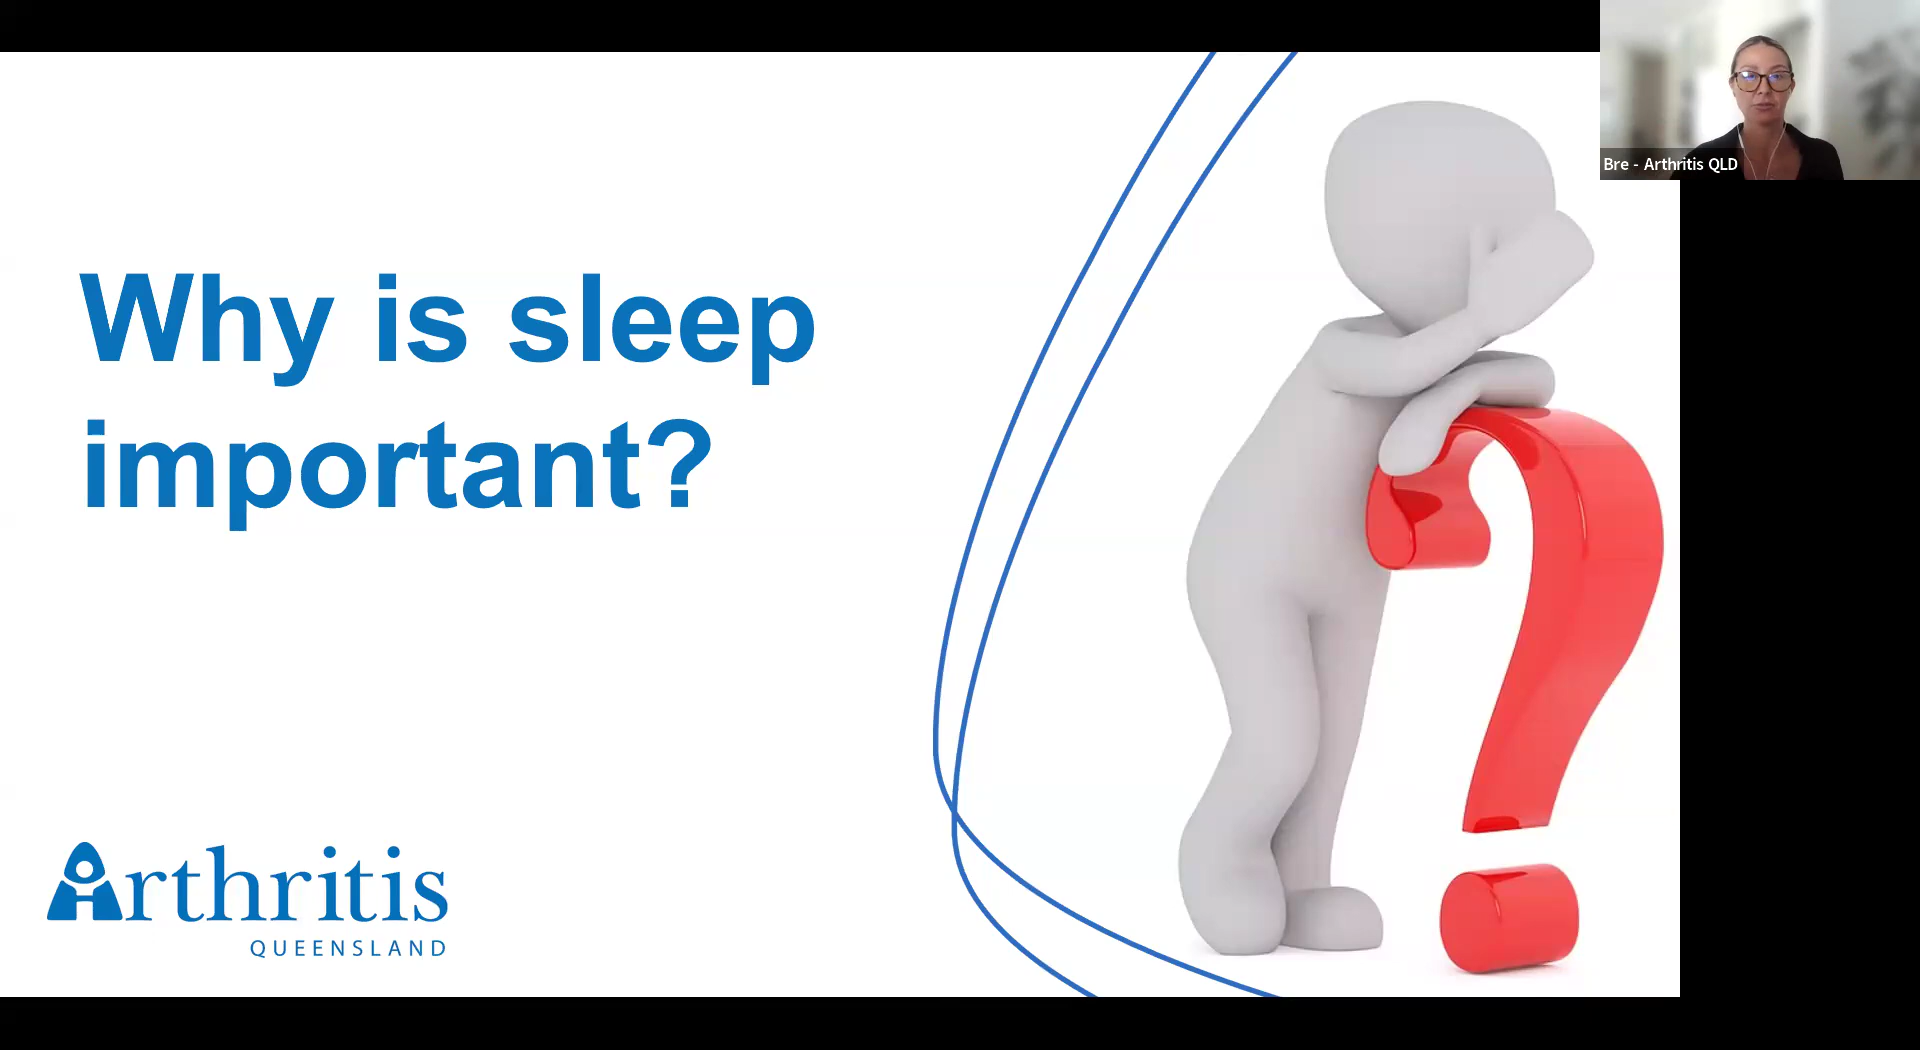 Why is sleep
important?
Bre - Arthritis QLD
Arthritis
QUEENSLAND